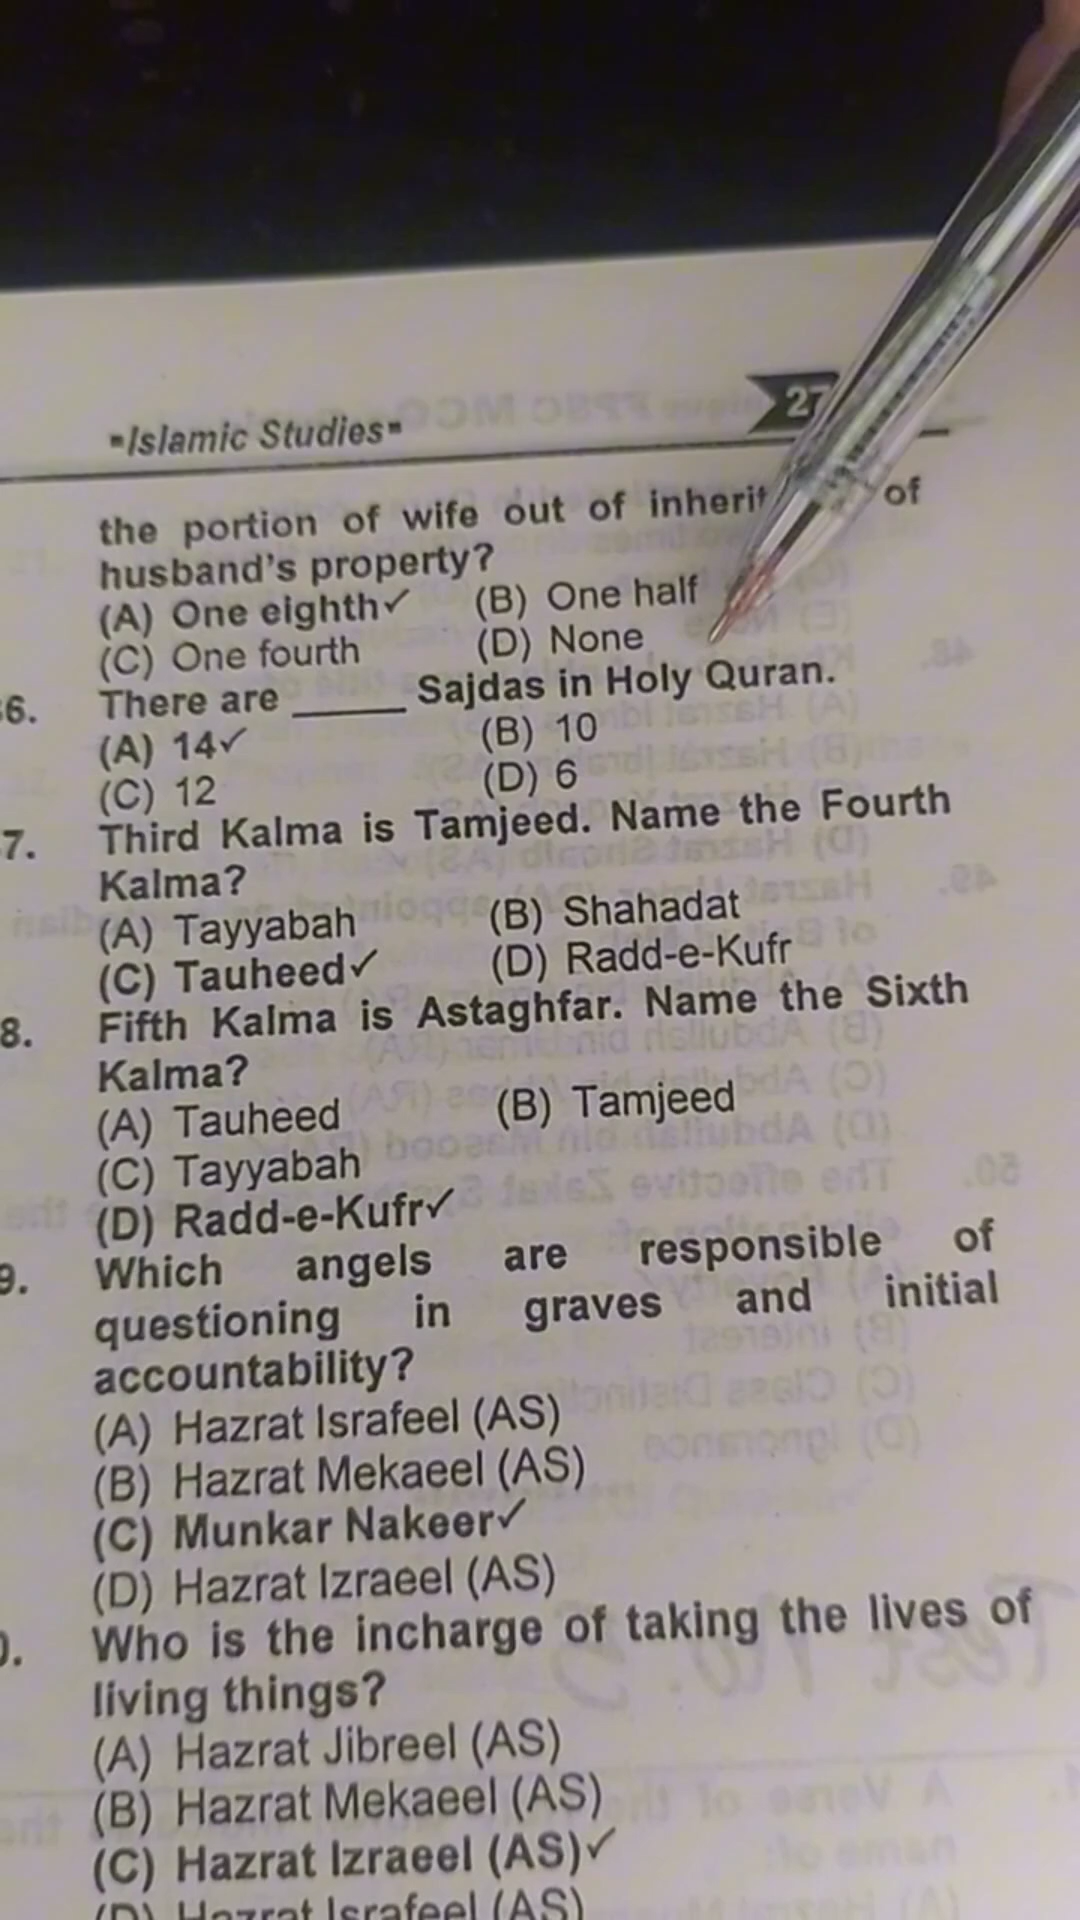 "Islamic Studies"
27
the portion of wife out of inherit of
husband's property?
(A) One eighth✓ (B) One half
(C) One fourth (D) None
6. There are ______ Sajdas in Holy Quran.
(A) 14✓ (B) 10
(C) 12 (D) 6
7. Third Kalma is Tamjeed. Name the Fourth
Kalma?
(A) Tayyabah (B) Shahadat
(C) Tauheed✓ (D) Radd-e-Kufr
8. Fifth Kalma is Astaghfar. Name the Sixth
Kalma?
(A) Tauheed (B) Tamjeed
(C) Tayyabah
(D) Radd-e-Kufr✓
9. Which angels are responsible of
questioning in graves and initial
accountability?
(A) Hazrat Israfeel (AS)
(B) Hazrat Mekaeel (AS)
(C) Munkar Nakeer✓
(D) Hazrat Izraeel (AS)
0. Who is the incharge of taking the lives of
living things?
(A) Hazrat Jibreel (AS)
(B) Hazrat Mekaeel (AS)
(C) Hazrat Izraeel (AS)✓
(D) Hazrat Israfeel (AS)